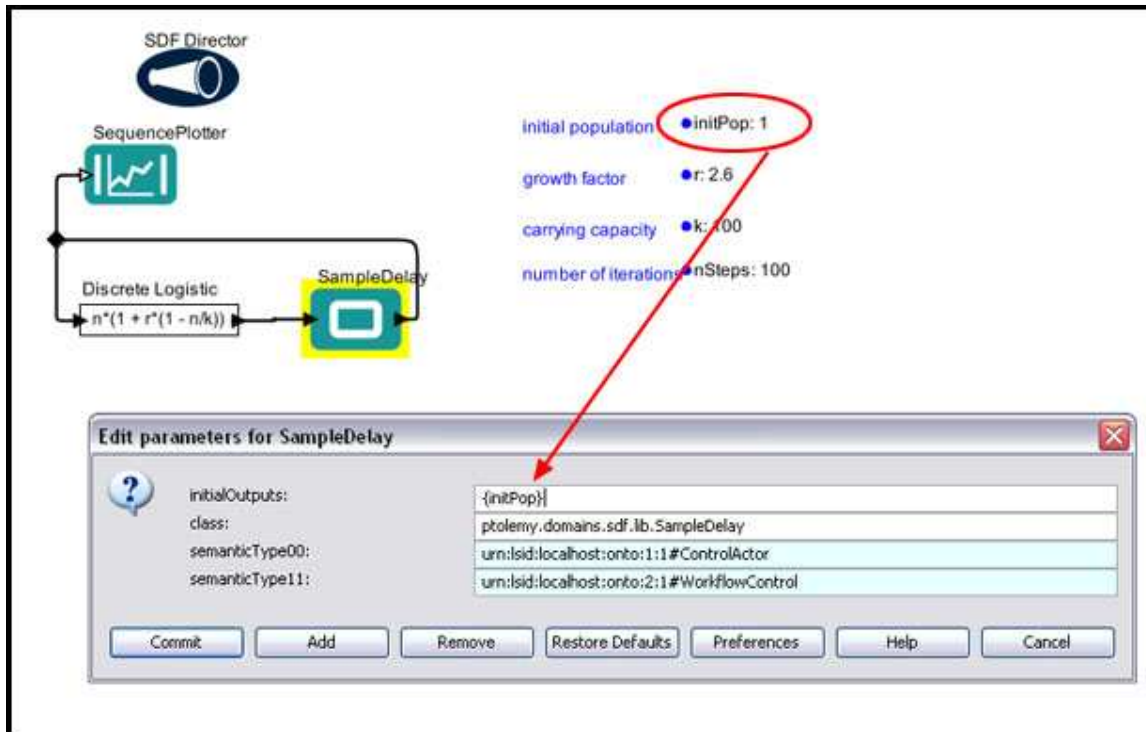 SDF Director
SequencePlotter
initial population initPop: 1
growth factor r: 2.6
carrying capacity k: 100
number of iterations nSteps: 100
SampleDelay
Discrete Logistic
n*(1 + r*(1 - n/k))
Edit parameters for SampleDelay
?
initialOutputs: {initPop}
class: ptolemy.domains.sdf.lib.SampleDelay
semanticType00: urn:lsid:localhost:onto:1:1#ControlActor
semanticType11: urn:lsid:localhost:onto:2:1#WorkflowControl
Commit Add Remove Restore Defaults Preferences Help Cancel